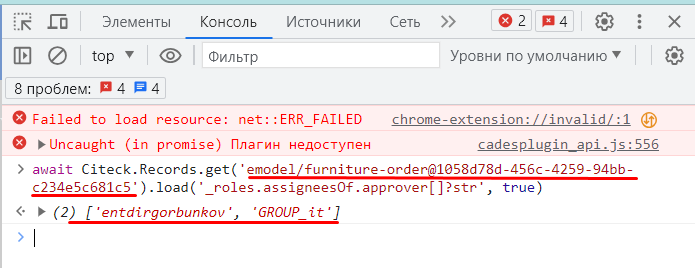 Элементы Консоль Источники Сеть >> 2 4
top Фильтр Уровни по умолчанию
8 проблем: 4 4
Failed to load resource: net::ERR_FAILED chrome-extension://invalid/:1
Uncaught (in promise) Плагин недоступен cadesplugin_api.js:556
> await Citeck.Records.get('emodel/furniture-order@1058d78d-456c-4259-94bb-
c234e5c681c5').load('_roles.assigneesOf.approver[]?str', true)
(2) ['entdirgorbunkov', 'GROUP_it']
>